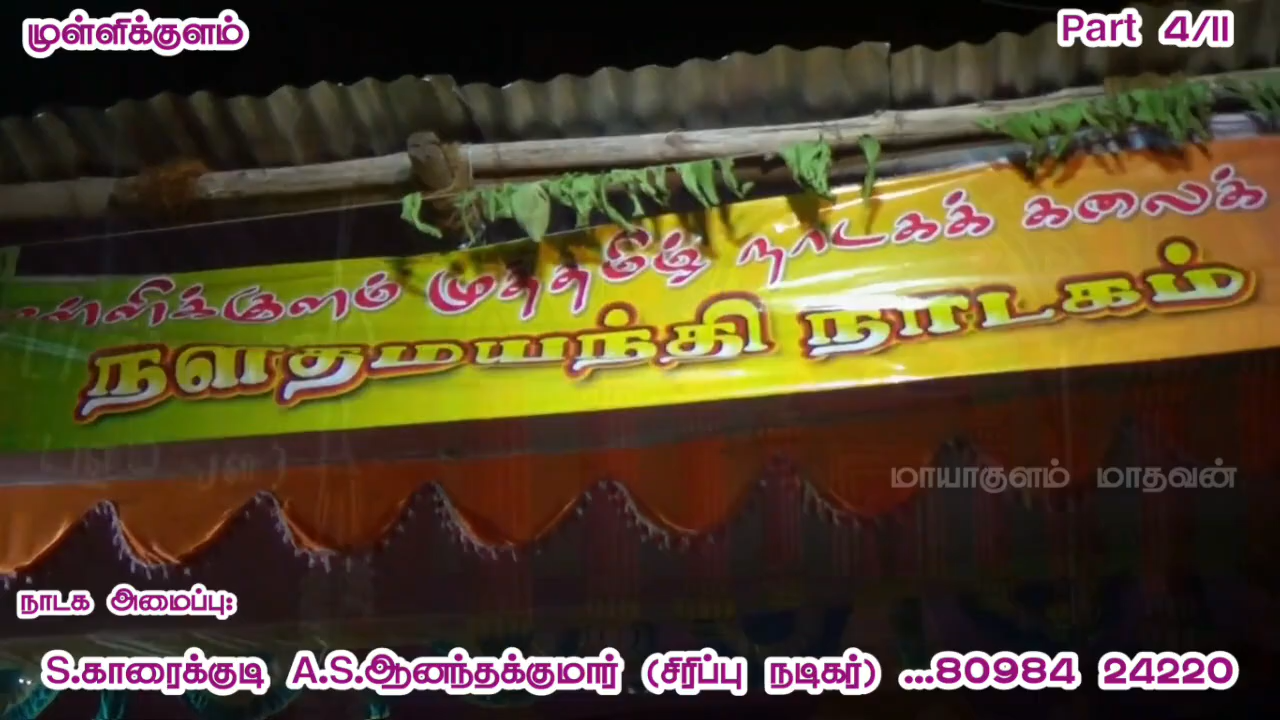 முள்ளிக்குளம்
Part 4/II
முள்ளிக்குளம் முத்தமிழ் நாடகக் கலைக்
நளதமயந்தி நாடகம்
மாயாகுளம் மாதவன்
நாடக அமைப்பு:
S.காரைக்குடி A.S.ஆனந்தக்குமார் (சிரிப்பு நடிகர்) ...80984 24220